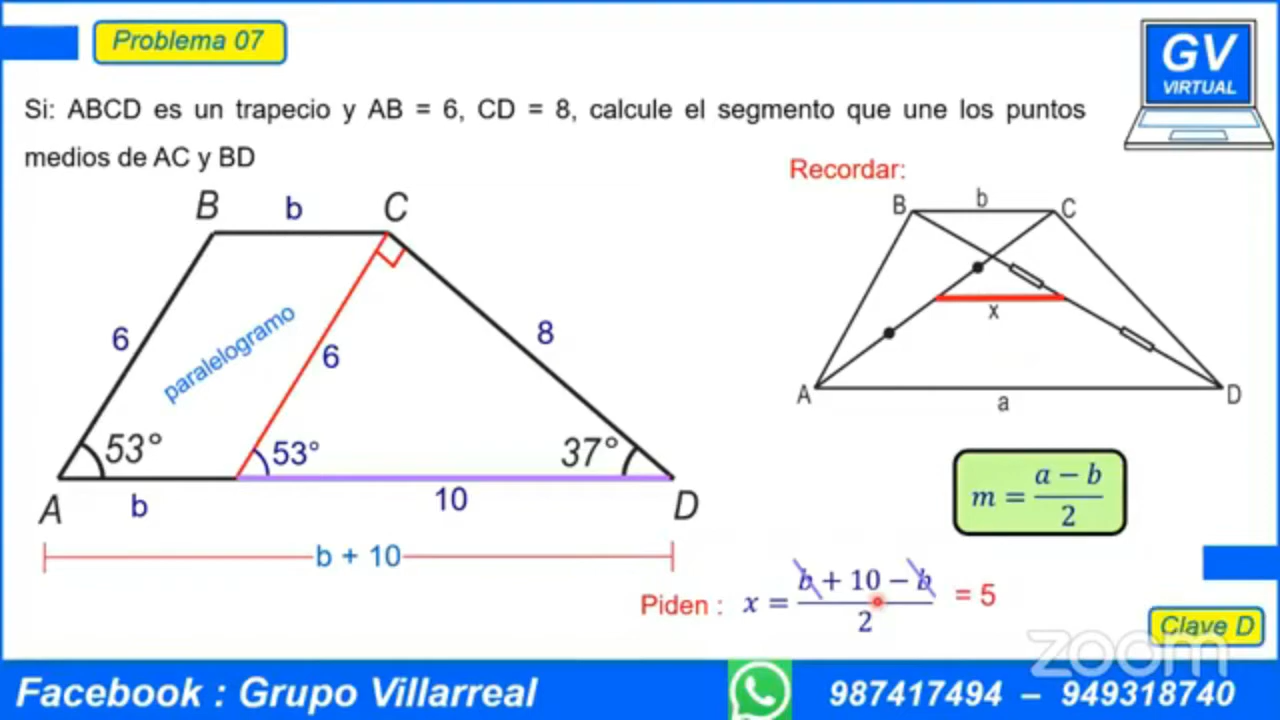 Problema 07
GV
VIRTUAL
Si: ABCD es un trapecio y AB = 6, CD = 8, calcule el segmento que une los puntos
medios de AC y BD
Recordar:
B b C
6 paralelogramo 6 8
53° 53° 37°
A b 10 D
b + 10
B b C
x
A a D
m = (a − b)/2
Piden : x = (b + 10 − b)/2 = 5
Clave D
zoom
Facebook : Grupo Villarreal
987417494 – 949318740